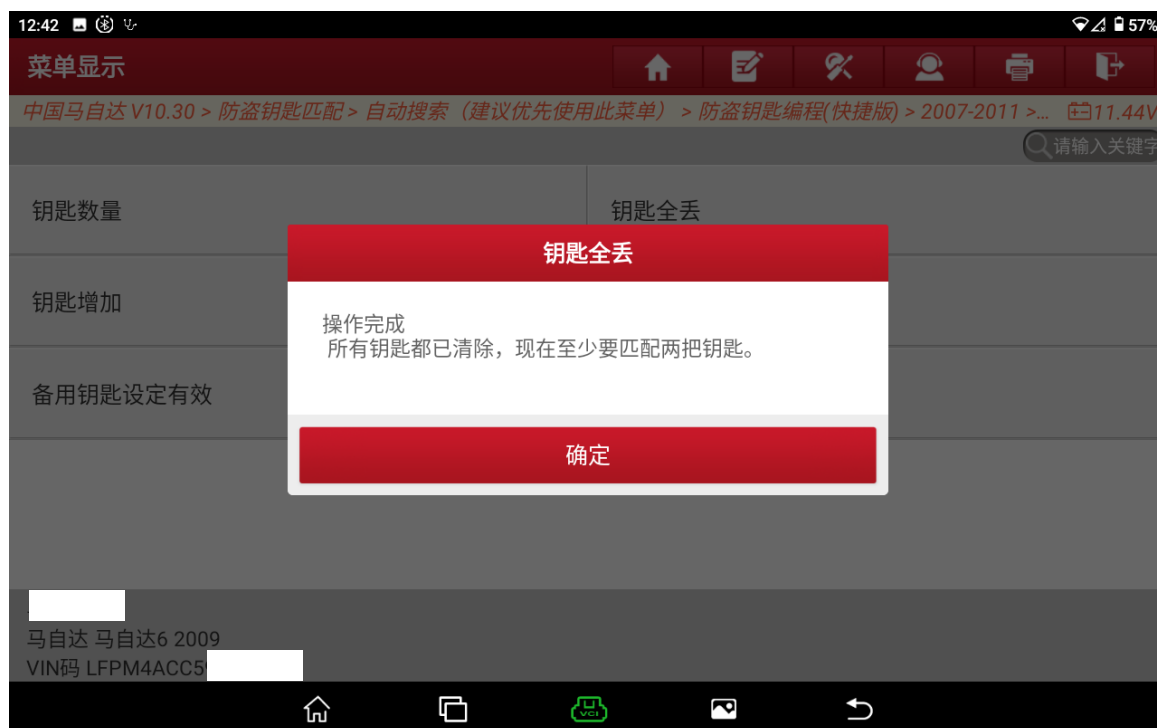 12:42
57%
菜单显示
中国马自达 V10.30 > 防盗钥匙匹配 > 自动搜索（建议优先使用此菜单） > 防盗钥匙编程(快捷版) > 2007-2011 >...
11.44V
请输入关键字
钥匙数量
钥匙全丢
钥匙全丢
钥匙增加
操作完成
所有钥匙都已清除，现在至少要匹配两把钥匙。
备用钥匙设定有效
确定
马自达 马自达6 2009
VIN码 LFPM4ACC5
VCI